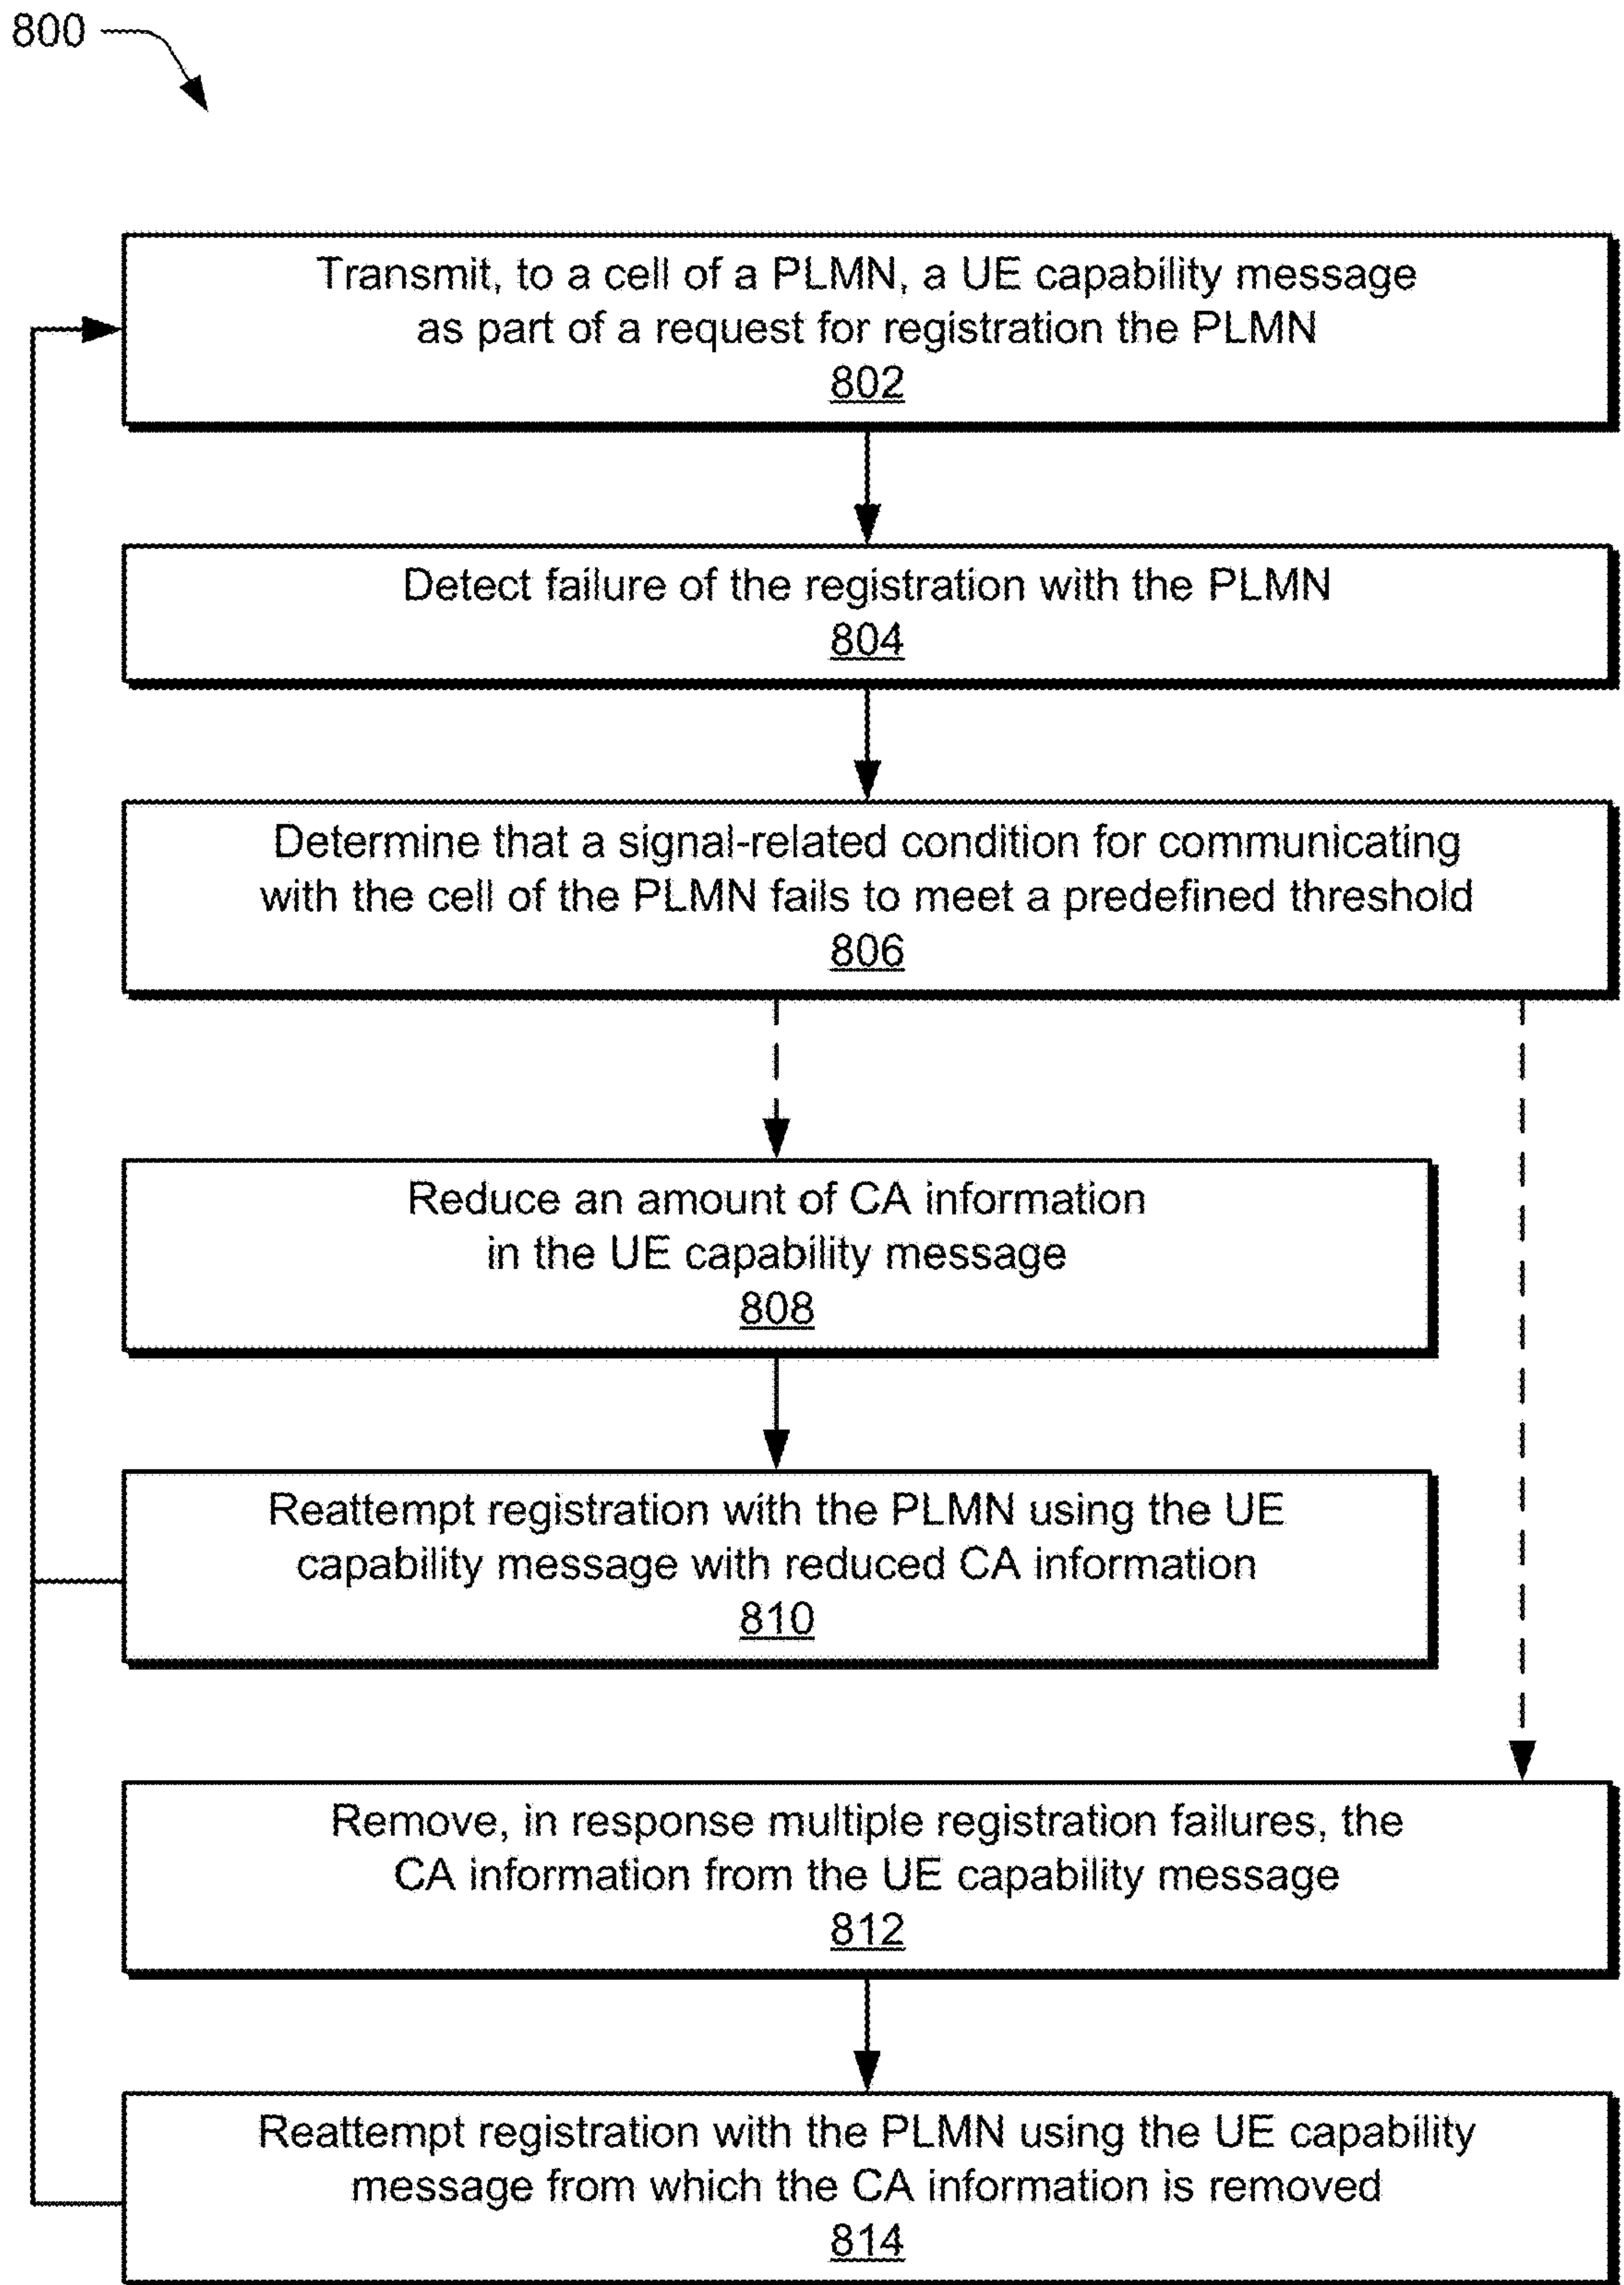 800
Transmit, to a cell of a PLMN, a UE capability message
as part of a request for registration the PLMN
802
Detect failure of the registration with the PLMN
804
Determine that a signal-related condition for communicating
with the cell of the PLMN fails to meet a predefined threshold
806
Reduce an amount of CA information
in the UE capability message
808
Reattempt registration with the PLMN using the UE
capability message with reduced CA information
810
Remove, in response multiple registration failures, the
CA information from the UE capability message
812
Reattempt registration with the PLMN using the UE capability
message from which the CA information is removed
814